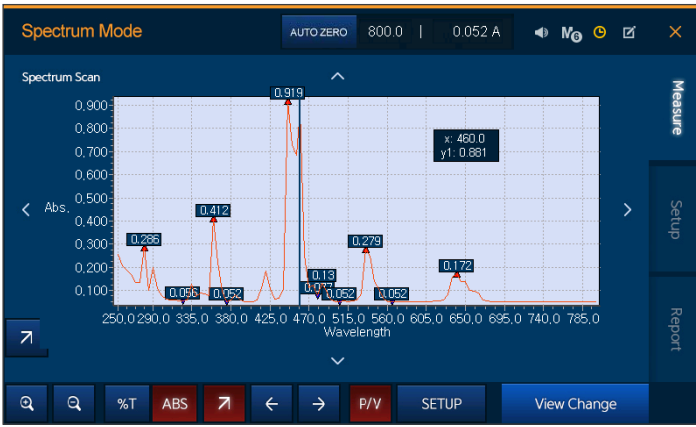 Spectrum Mode
AUTO ZERO
800.0 | 0.052 A
M6
Spectrum Scan
Measure
Setup
Report
Abs.
0,900
0,800
0,700
0,600
0,500
0,400
0,300
0,200
0,100
0.919
x: 460.0
y1: 0.881
0.412
0.286
0.279
0.172
0.13
0.077
0.056
0.052
0.052
0.052
250,0 290,0 335,0 380,0 425,0 470,0 515,0 560,0 605,0 650,0 695,0 740,0 785,0
Wavelength
%T
ABS
P/V
SETUP
View Change